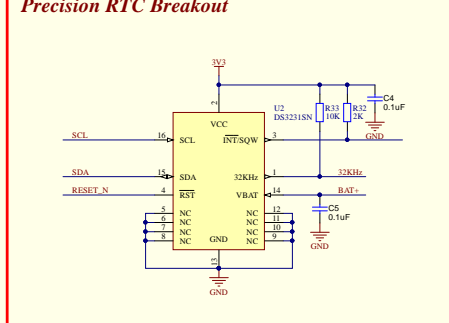 Precision RTC Breakout
3V3
2
U2
DS3231SN
R33
10K
R32
2K
C4
0.1uF
GND
VCC
SCL
16
SCL
INT/SQW
3
SDA
15
SDA
32KHz
1
32KHz
RESET_N
4
RST
VBAT
14
BAT+
5
NC
NC
12
6
NC
NC
11
7
NC
NC
10
8
NC
NC
9
GND
13
C5
0.1uF
GND
GND